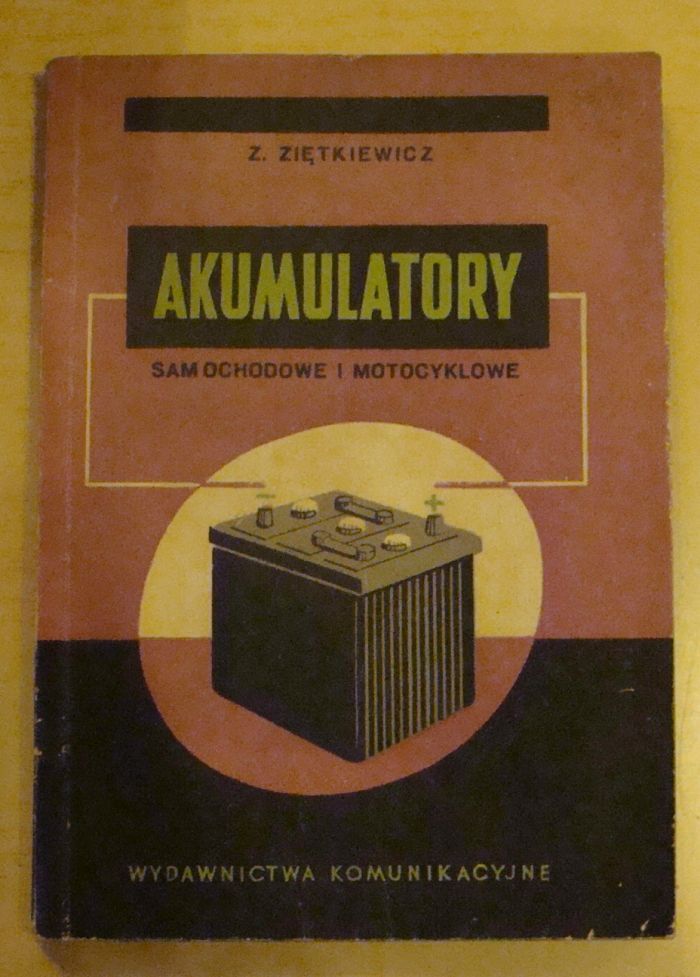 Z. ZIĘTKIEWICZ
AKUMULATORY
SAMOCHODOWE I MOTOCYKLOWE
- +
WYDAWNICTWA KOMUNIKACYJNE